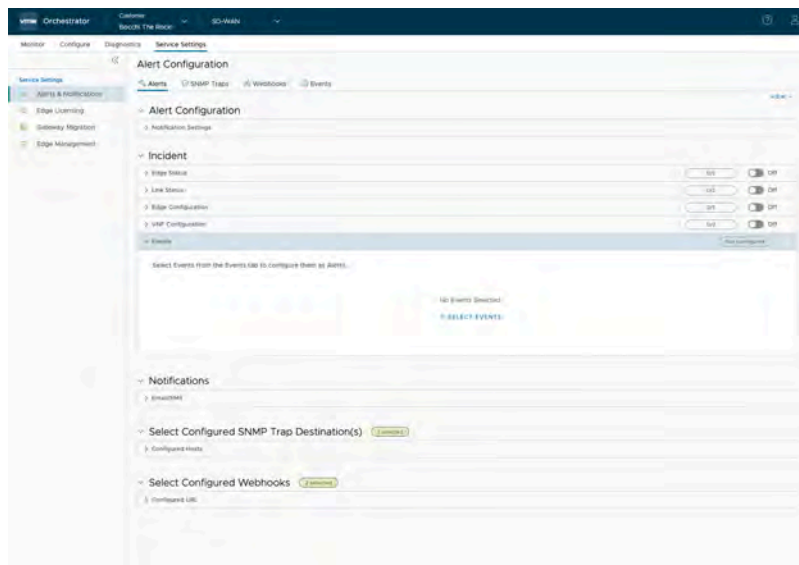 vmw Orchestrator
Customer
SD-WAN
Monitor Configure Diagnostics Service Settings
Alert Configuration
Service Settings
Alerts SNMP Traps Webhooks Events
Alerts & Notifications
Edge Licensing
Gateway Migration
Edge Management
Alert Configuration
Notification Settings
Incident
Edge Status Off
Link Status Off
Edge Configuration Off
VNF Configuration Off
Events Not configured
Select Events from the Events tab to configure them as Alerts.
No Events Selected
SELECT EVENTS
Notifications
Email/SMS
Select Configured SNMP Trap Destination(s)
Configured Hosts
Select Configured Webhooks
Configured URL